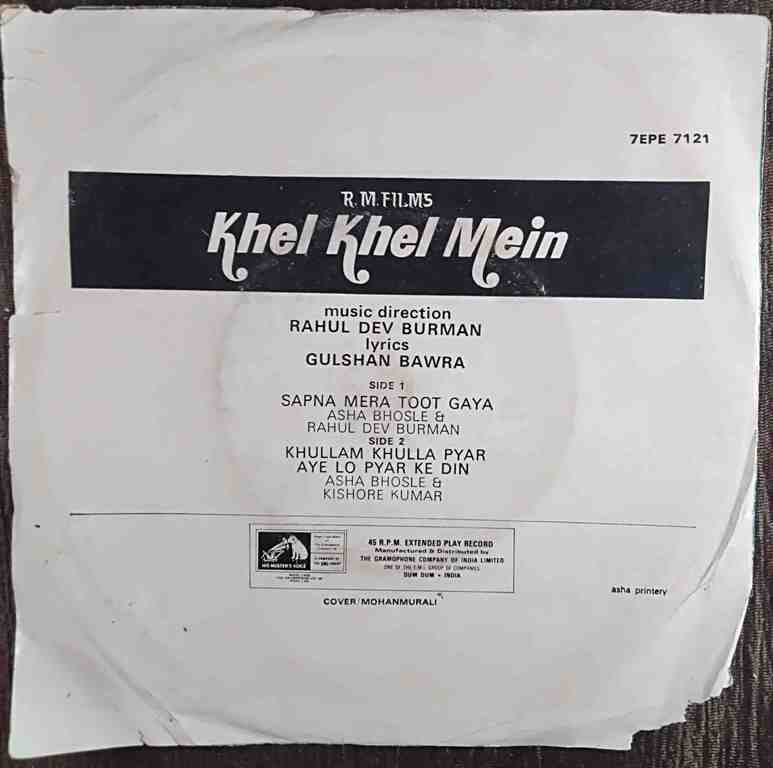 7EPE 7121
R.M.FILMS
Khel Khel Mein
music direction
RAHUL DEV BURMAN
lyrics
GULSHAN BAWRA
SIDE 1
SAPNA MERA TOOT GAYA
ASHA BHOSLE &
RAHUL DEV BURMAN
SIDE 2
KHULLAM KHULLA PYAR
AYE LO PYAR KE DIN
ASHA BHOSLE &
KISHORE KUMAR
HIS MASTER'S VOICE
45 R.P.M. EXTENDED PLAY RECORD
Manufactured & Distributed by
THE GRAMOPHONE COMPANY OF INDIA LIMITED
ONE OF THE E.M.I. GROUP OF COMPANIES
DUM DUM • INDIA
asha printery
COVER/MOHANMURALI